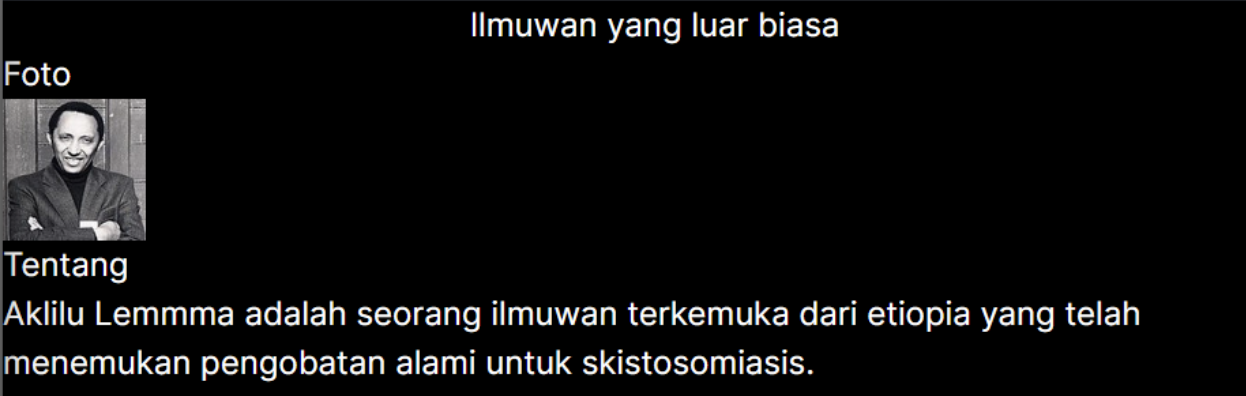 Ilmuwan yang luar biasa
Foto
Tentang
Aklilu Lemmma adalah seorang ilmuwan terkemuka dari etiopia yang telah
menemukan pengobatan alami untuk skistosomiasis.